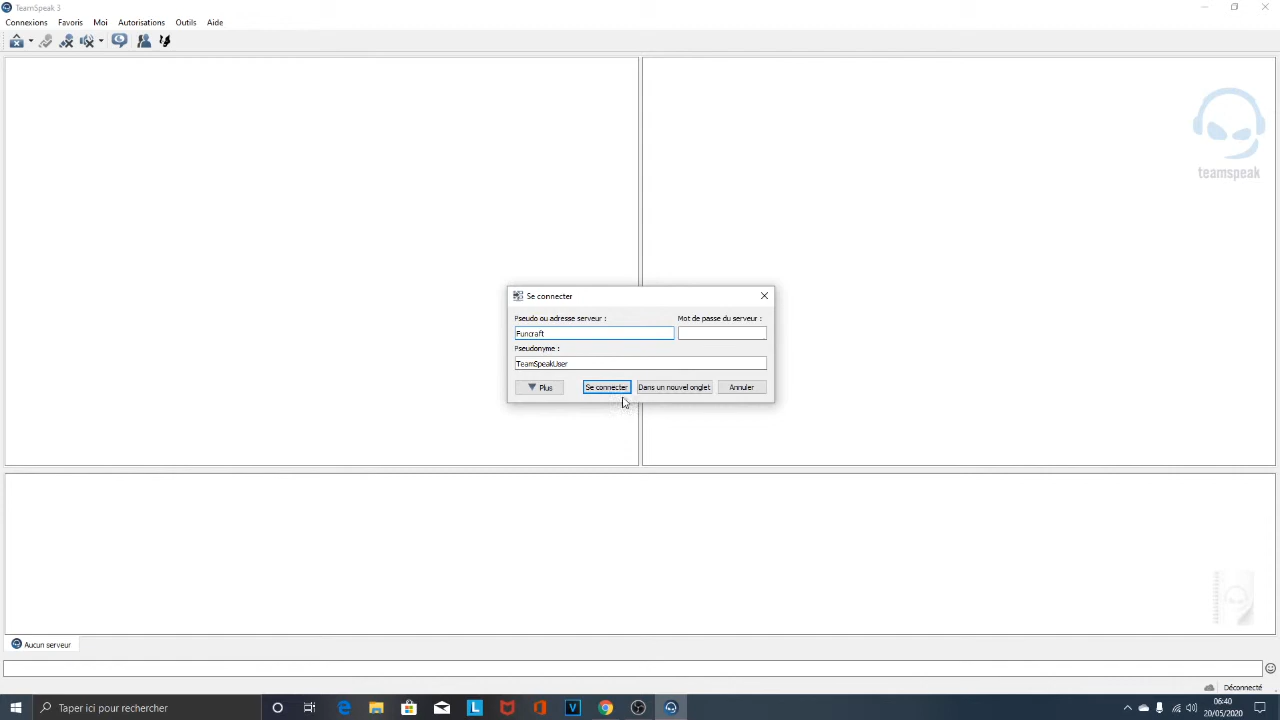 TeamSpeak 3
Connexions Favoris Moi Autorisations Outils Aide
teamspeak
Se connecter
Pseudo ou adresse serveur : Mot de passe du serveur :
Funcraft
Pseudonyme :
TeamSpeakUser
Plus Se connecter Dans un nouvel onglet Annuler
Aucun serveur
Déconnecté
Taper ici pour rechercher
06:40
20/05/2020